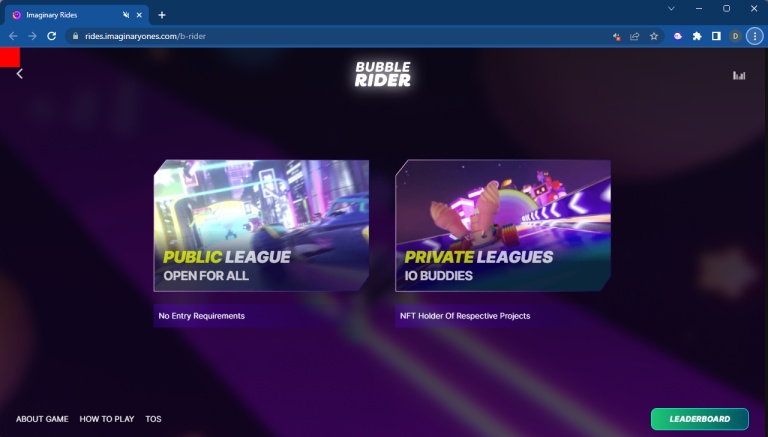 Imaginary Rides
rides.imaginaryones.com/b-rider
D
BUBBLE
RIDER
PUBLIC LEAGUE
OPEN FOR ALL
PRIVATE LEAGUES
IO BUDDIES
No Entry Requirements
NFT Holder Of Respective Projects
ABOUT GAME HOW TO PLAY TOS
LEADERBOARD